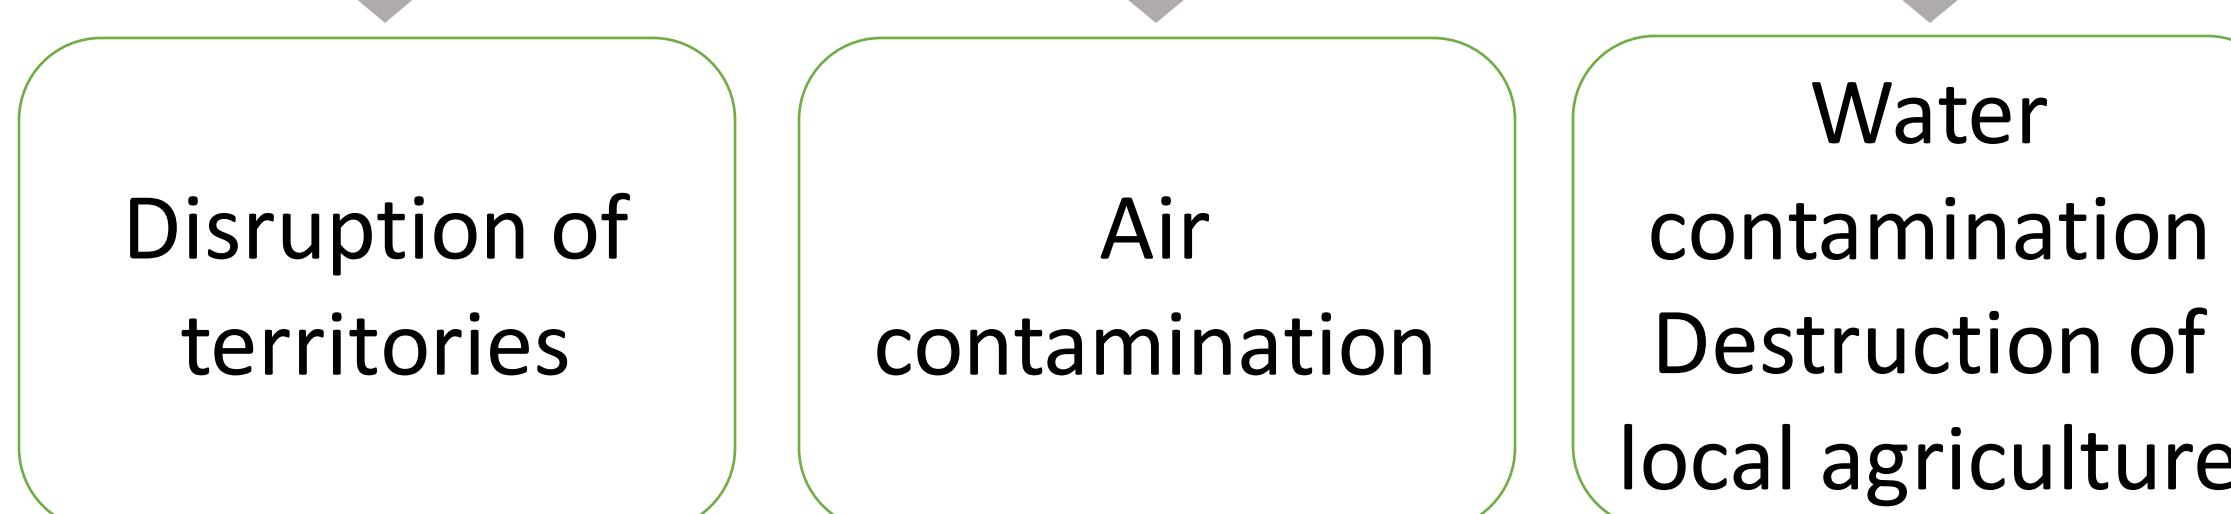 Disruption of
territories
Air
contamination
Water
contamination
Destruction of
local agriculture